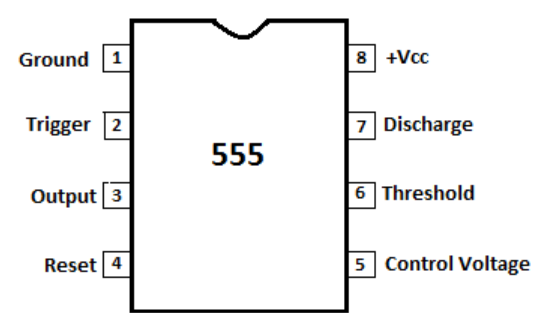 Ground 1
8 +Vcc
Trigger 2
7 Discharge
555
Output 3
6 Threshold
Reset 4
5 Control Voltage